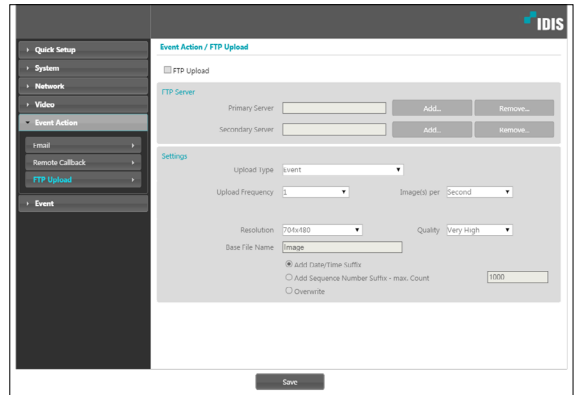 IDIS
Quick Setup
System
Network
Video
Event Action
Email
Remote Callback
FTP Upload
Event
Event Action / FTP Upload
FTP Upload
FTP Server
Primary Server Add... Remove...
Secondary Server Add... Remove...
Settings
Upload Type Event
Upload Frequency 1 Image(s) per Second
Resolution 704x480 Quality Very High
Base File Name Image
Add Date/Time Suffix
Add Sequence Number Suffix - max. Count 1000
Overwrite
Save